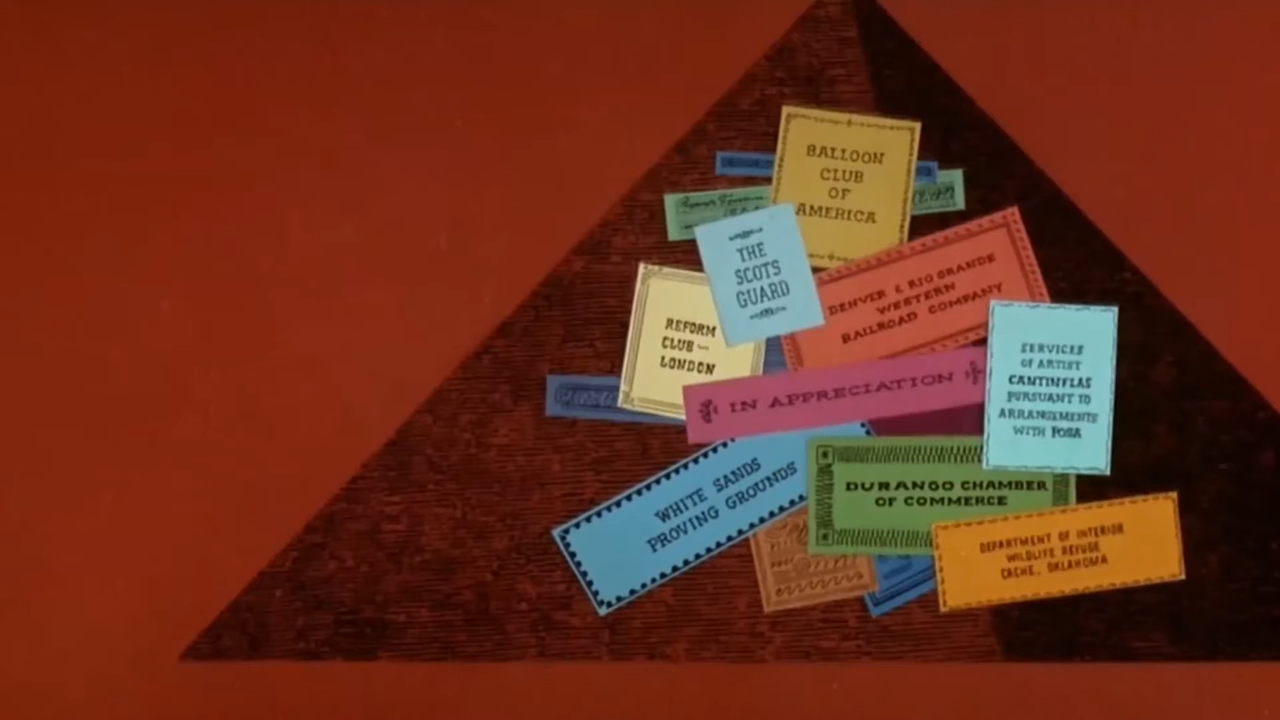 BALLOON
CLUB
OF
AMERICA
THE
SCOTS
GUARD
DENVER & RIO GRANDE
WESTERN
RAILROAD COMPANY
REFORM
CLUB
LONDON
SERVICES
OF ARTIST
CANTINFLAS
PURSUANT TO
ARRANGEMENTS
WITH POSA
IN APPRECIATION
WHITE SANDS
PROVING GROUNDS
DURANGO CHAMBER
OF COMMERCE
DEPARTMENT OF INTERIOR
WILDLIFE REFUGE
CACHE, OKLAHOMA